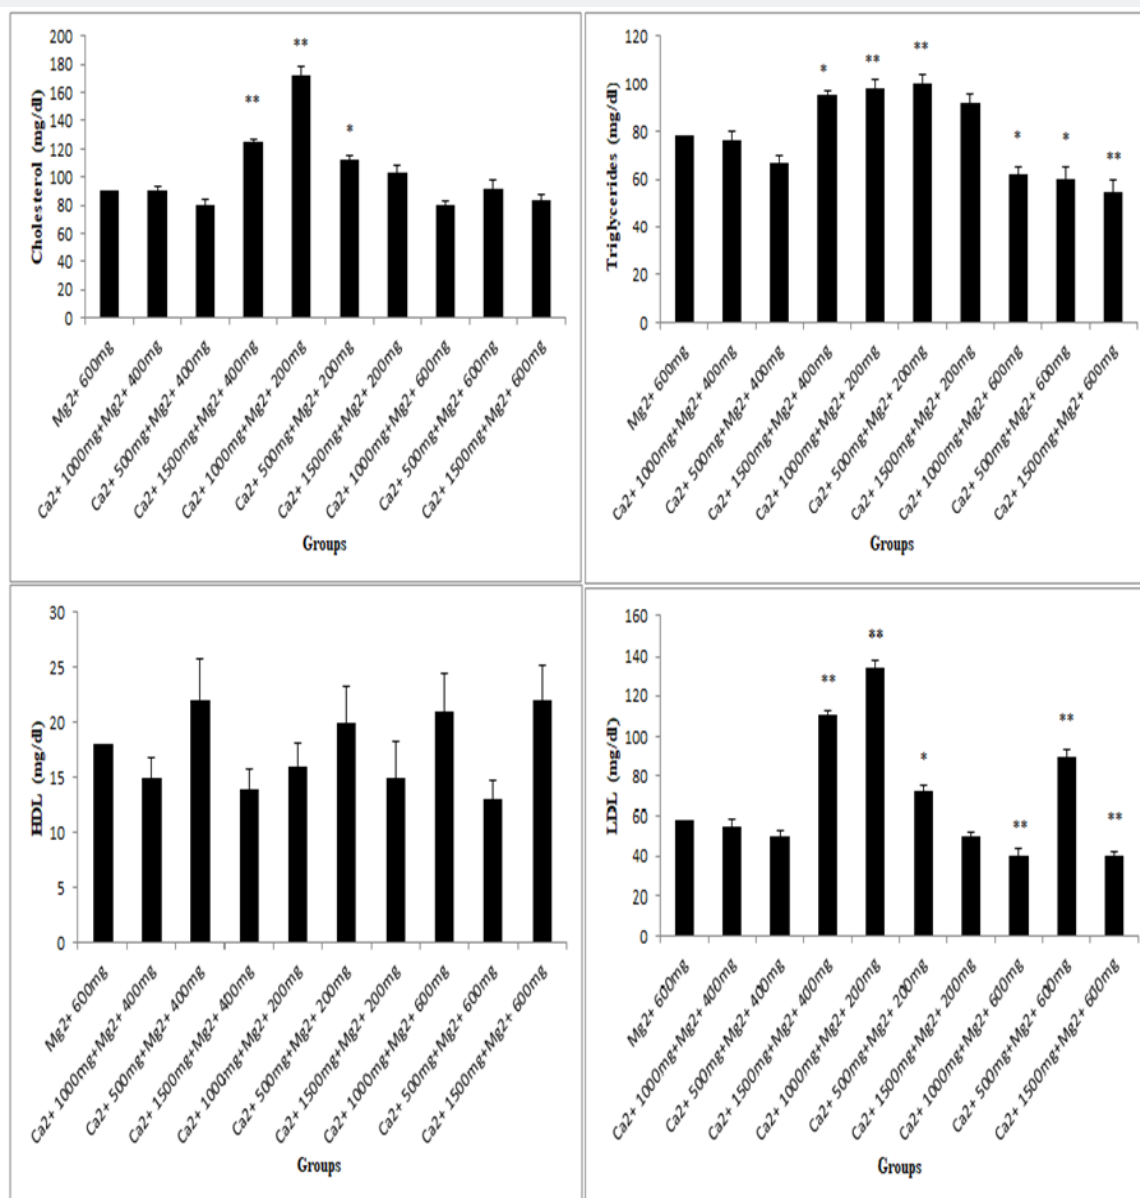 Cholesterol (mg/dl)
200
180
160
140
120
100
80
60
40
20
0
**
**
*
Mg2+ 600mg
Ca2+ 1000mg+Mg2+ 400mg
Ca2+ 500mg+Mg2+ 400mg
Ca2+ 1500mg+Mg2+ 400mg
Ca2+ 1000mg+Mg2+ 200mg
Ca2+ 500mg+Mg2+ 200mg
Ca2+ 1500mg+Mg2+ 200mg
Ca2+ 1000mg+Mg2+ 600mg
Ca2+ 500mg+Mg2+ 600mg
Ca2+ 1500mg+Mg2+ 600mg
Groups
Triglycerides (mg/dl)
120
100
80
60
40
20
0
*
**
**
*
*
**
Mg2+ 600mg
Ca2+ 1000mg+Mg2+ 400mg
Ca2+ 500mg+Mg2+ 400mg
Ca2+ 1500mg+Mg2+ 400mg
Ca2+ 1000mg+Mg2+ 200mg
Ca2+ 500mg+Mg2+ 200mg
Ca2+ 1500mg+Mg2+ 200mg
Ca2+ 1000mg+Mg2+ 600mg
Ca2+ 500mg+Mg2+ 600mg
Ca2+ 1500mg+Mg2+ 600mg
Groups
HDL (mg/dl)
30
25
20
15
10
5
0
Mg2+ 600mg
Ca2+ 1000mg+Mg2+ 400mg
Ca2+ 500mg+Mg2+ 400mg
Ca2+ 1500mg+Mg2+ 400mg
Ca2+ 1000mg+Mg2+ 200mg
Ca2+ 500mg+Mg2+ 200mg
Ca2+ 1500mg+Mg2+ 200mg
Ca2+ 1000mg+Mg2+ 600mg
Ca2+ 500mg+Mg2+ 600mg
Ca2+ 1500mg+Mg2+ 600mg
Groups
LDL (mg/dl)
160
140
120
100
80
60
40
20
0
**
**
*
**
**
**
Mg2+ 600mg
Ca2+ 1000mg+Mg2+ 400mg
Ca2+ 500mg+Mg2+ 400mg
Ca2+ 1500mg+Mg2+ 400mg
Ca2+ 1000mg+Mg2+ 200mg
Ca2+ 500mg+Mg2+ 200mg
Ca2+ 1500mg+Mg2+ 200mg
Ca2+ 1000mg+Mg2+ 600mg
Ca2+ 500mg+Mg2+ 600mg
Ca2+ 1500mg+Mg2+ 600mg
Groups